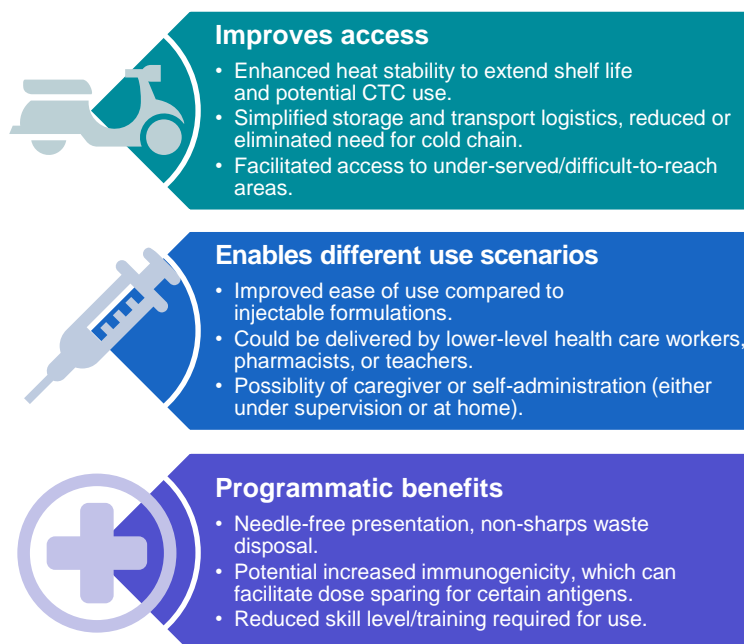 Improves access
• Enhanced heat stability to extend shelf life
and potential CTC use.
• Simplified storage and transport logistics, reduced or
eliminated need for cold chain.
• Facilitated access to under-served/difficult-to-reach
areas.
Enables different use scenarios
• Improved ease of use compared to
injectable formulations.
• Could be delivered by lower-level health care workers,
pharmacists, or teachers.
• Possiblity of caregiver or self-administration (either
under supervision or at home).
Programmatic benefits
• Needle-free presentation, non-sharps waste
disposal.
• Potential increased immunogenicity, which can
facilitate dose sparing for certain antigens.
• Reduced skill level/training required for use.